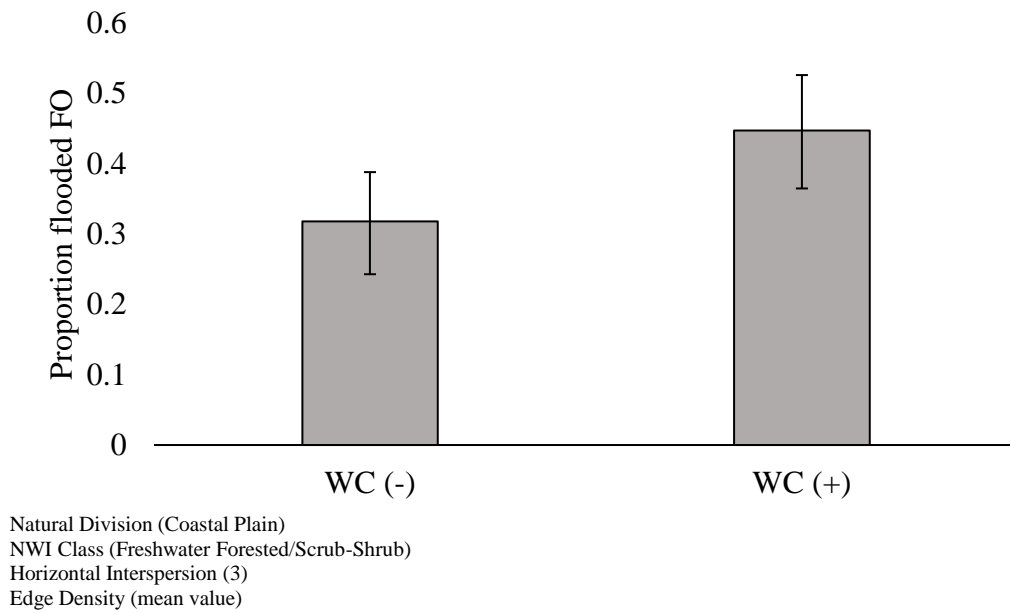 0.6
0.5
0.4
0.3
0.2
0.1
0
Proportion flooded FO
WC (-)
WC (+)
Natural Division (Coastal Plain)
NWI Class (Freshwater Forested/Scrub-Shrub)
Horizontal Interspersion (3)
Edge Density (mean value)